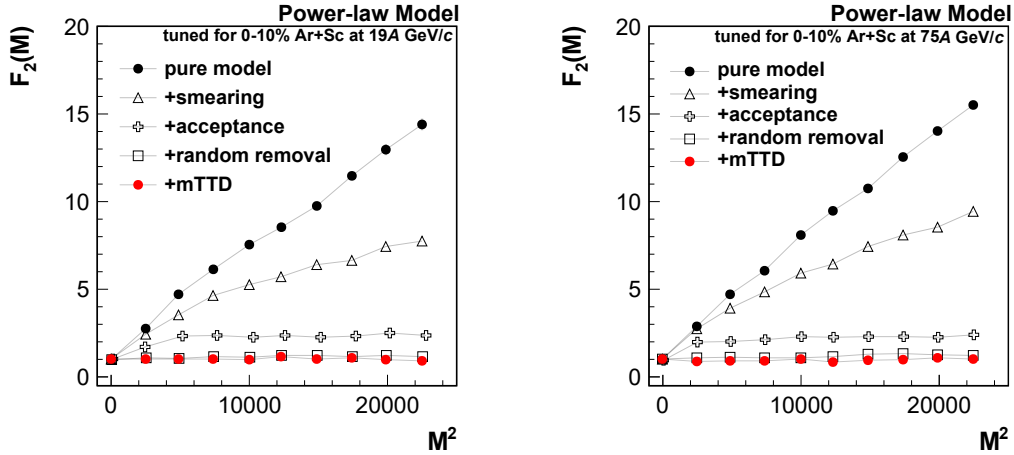 Power-law Model
tuned for 0-10% Ar+Sc at 19A GeV/c
F2(M)
20
15
10
5
0
pure model
+smearing
+acceptance
+random removal
+mTTD
0
10000
20000
M²
Power-law Model
tuned for 0-10% Ar+Sc at 75A GeV/c
F2(M)
20
15
10
5
0
pure model
+smearing
+acceptance
+random removal
+mTTD
0
10000
20000
M²